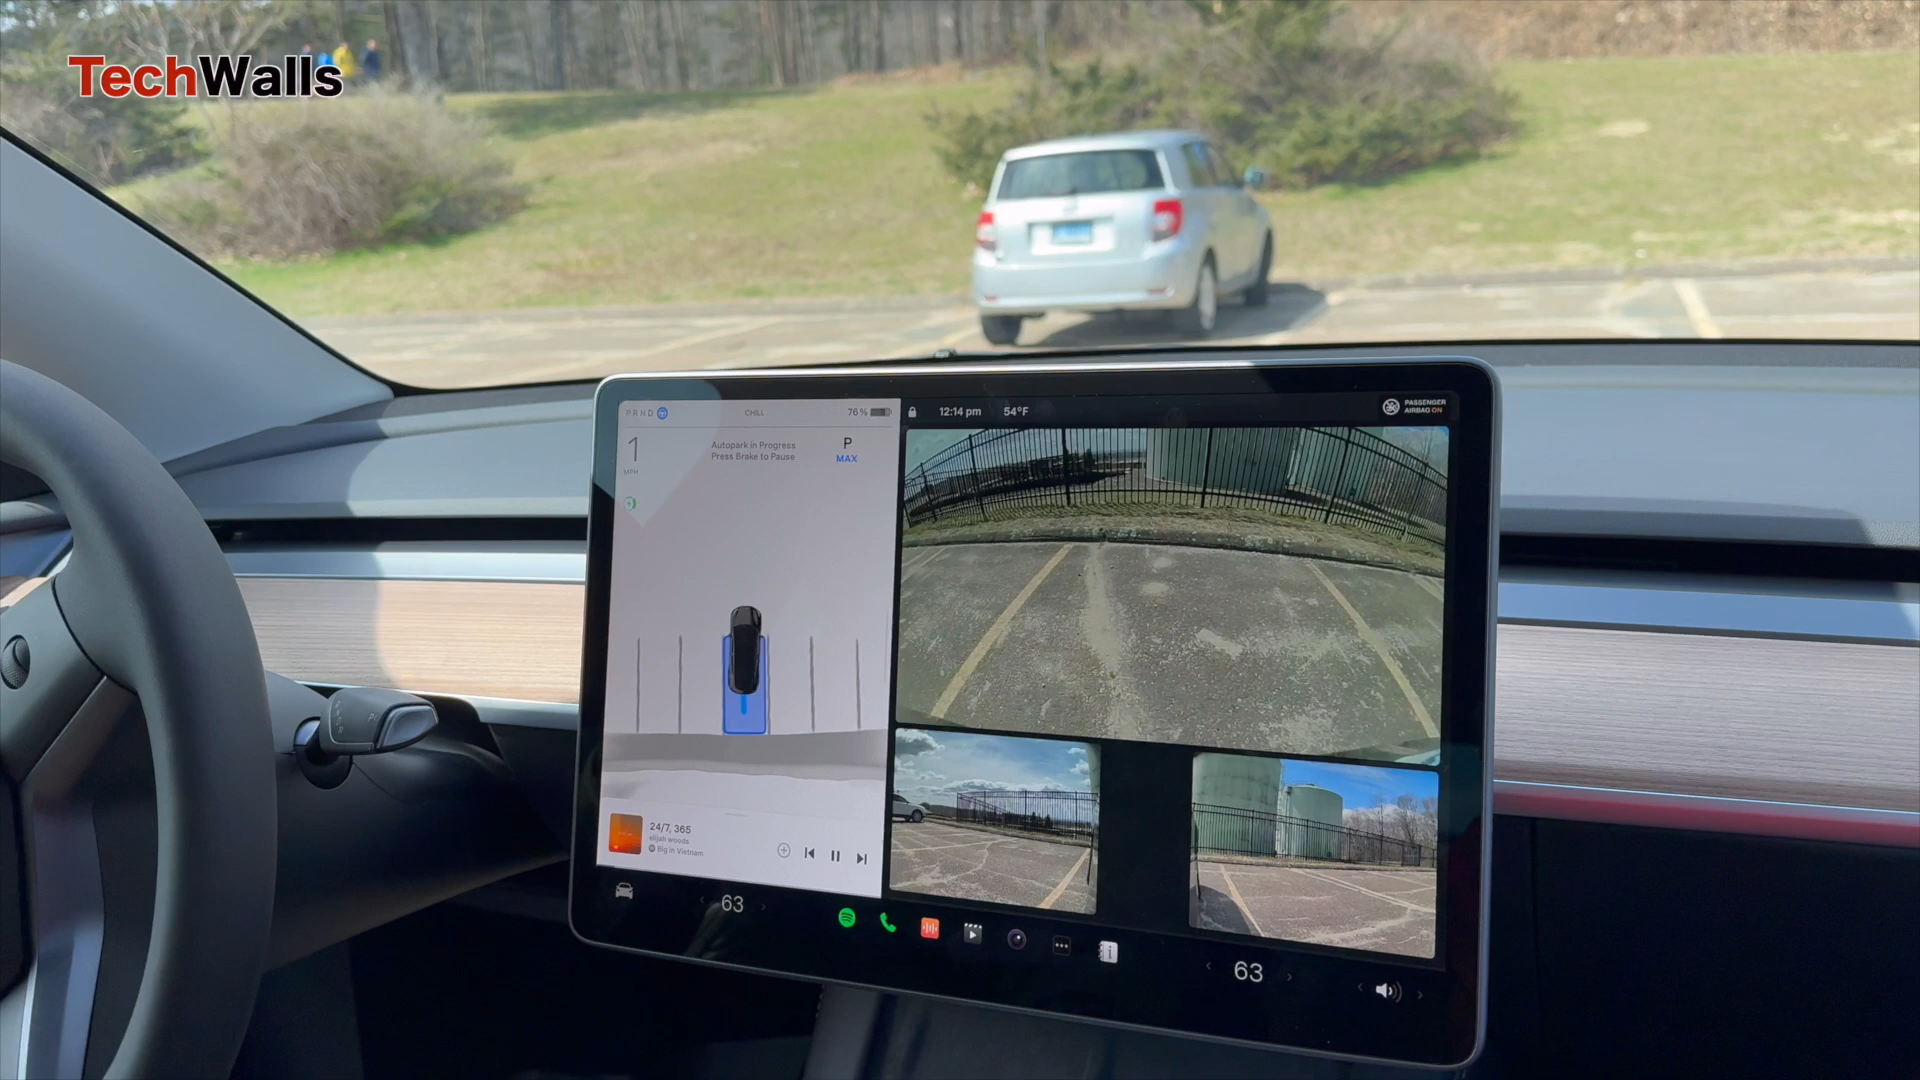 TechWalls
PRND
CHILL
76%
1
MPH
Autopark in Progress
Press Brake to Pause
P
MAX
12:14 pm
54°F
PASSENGER
AIRBAG ON
24/7, 365
elijah woods
Big in Vietnam
63
63